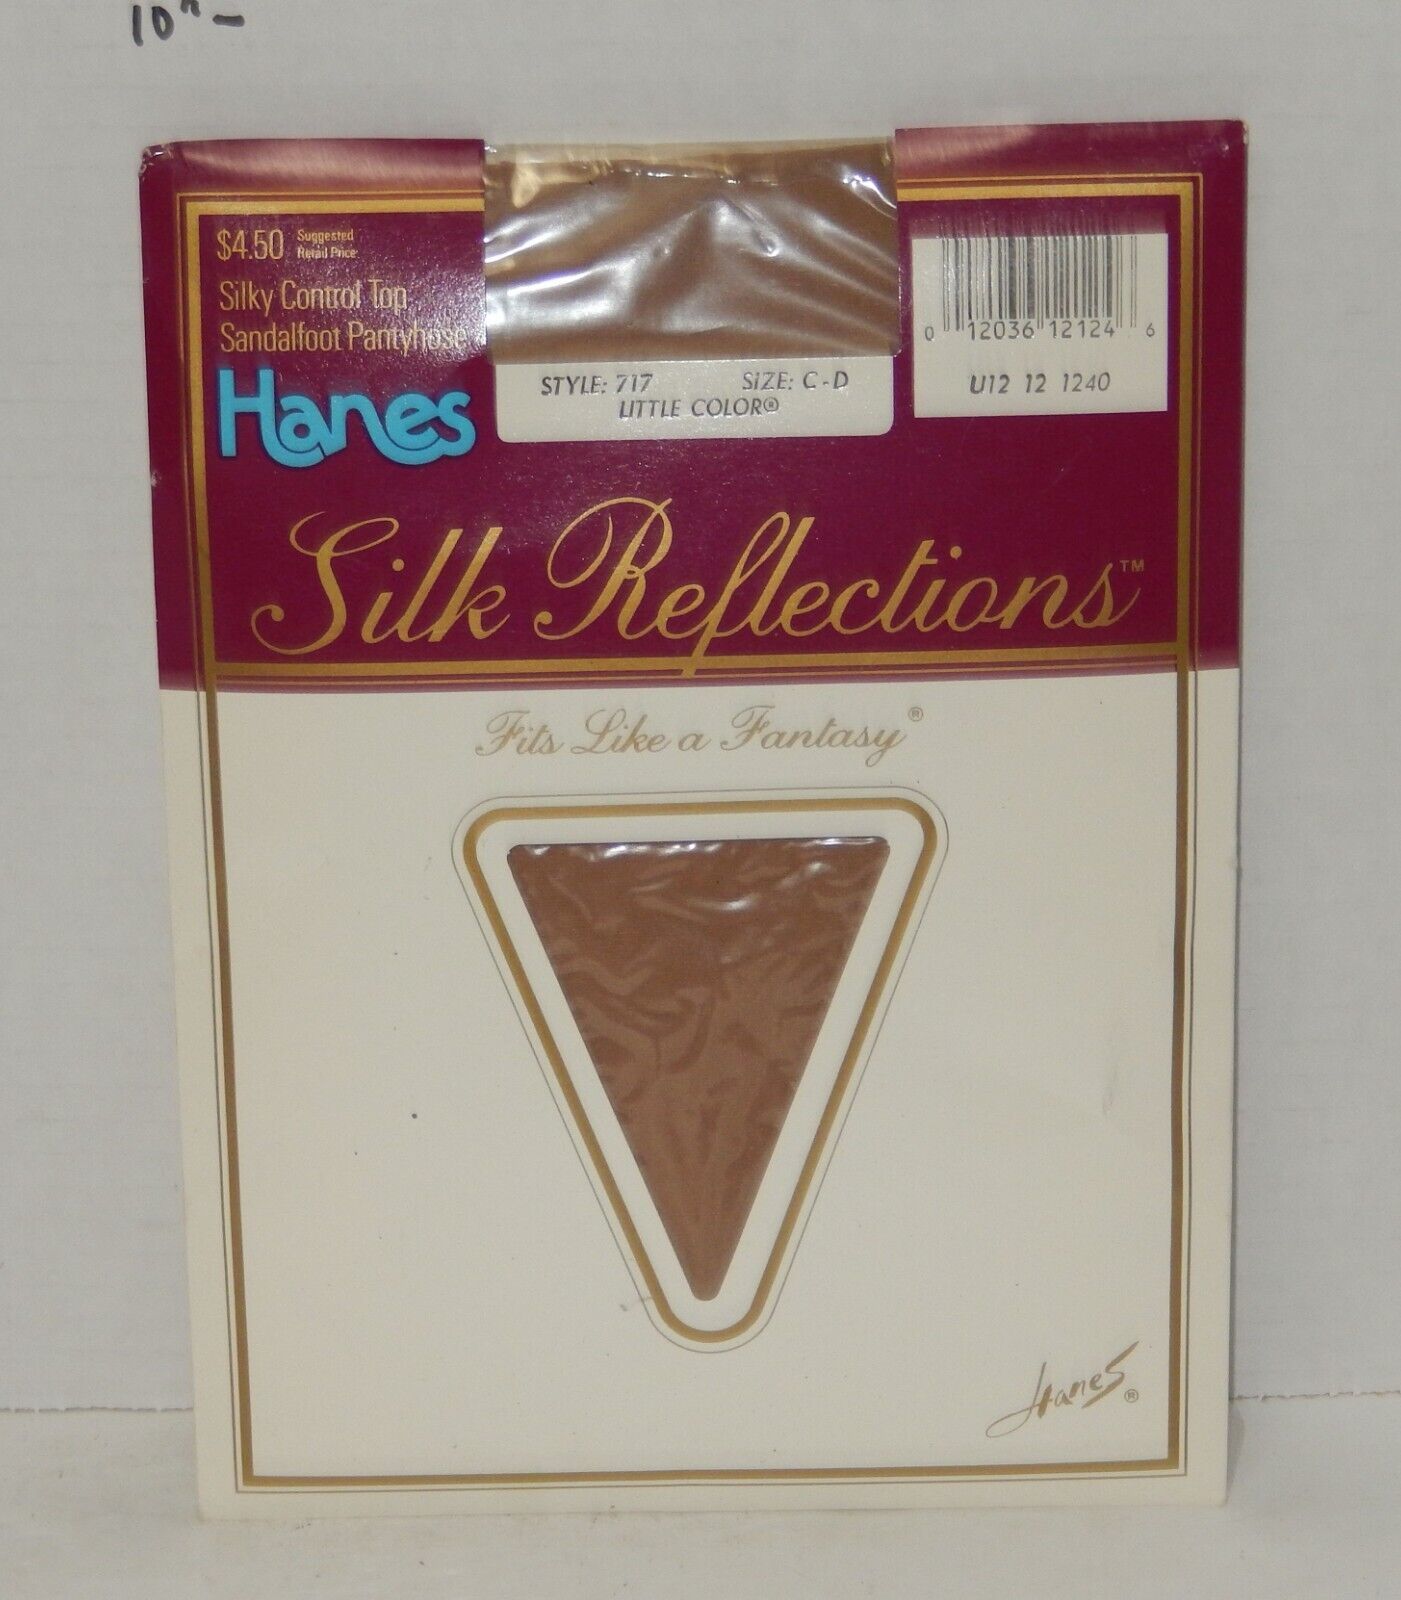 10"-
$4.50 Suggested Retail Price
Silky Control Top
Sandalfoot Pantyhose
Hanes
STYLE: 717 SIZE: C-D
LITTLE COLOR®
0 12036 12124 6
U12 12 1240
Silk Reflections™
Fits Like a Fantasy®
Hanes®